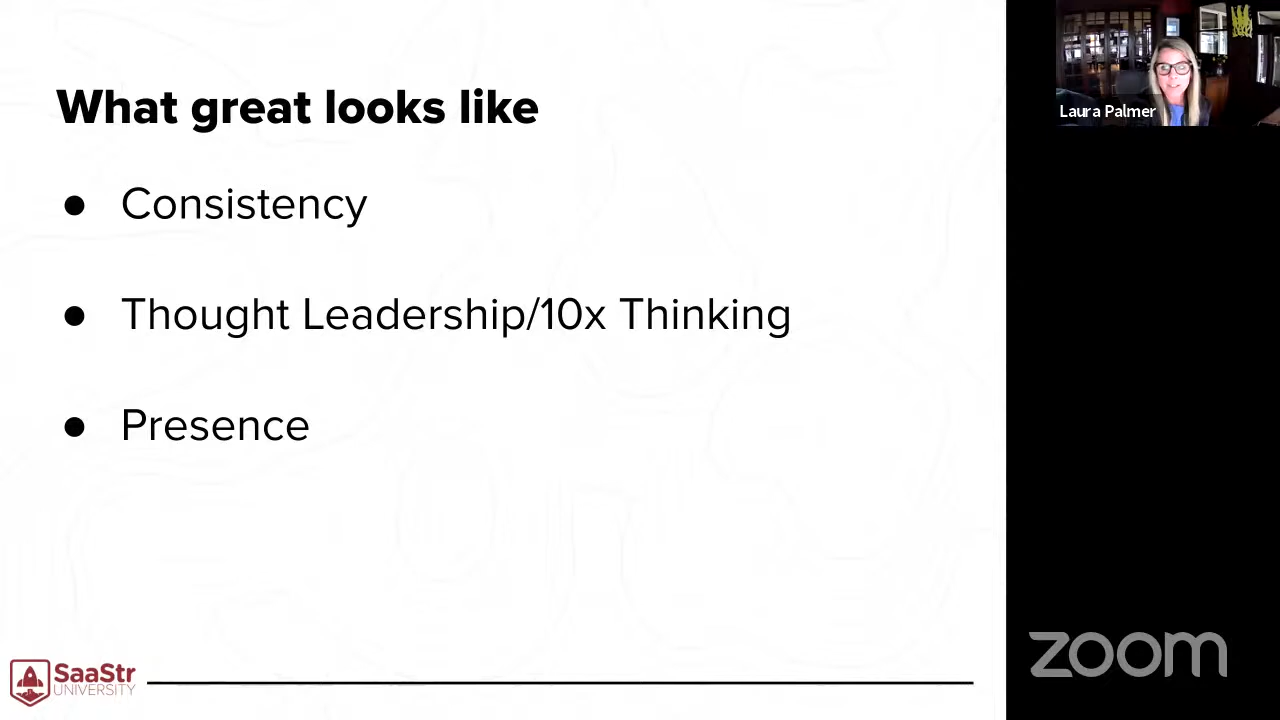 What great looks like
● Consistency
● Thought Leadership/10x Thinking
● Presence
SaaStr
UNIVERSITY
Laura Palmer
zoom